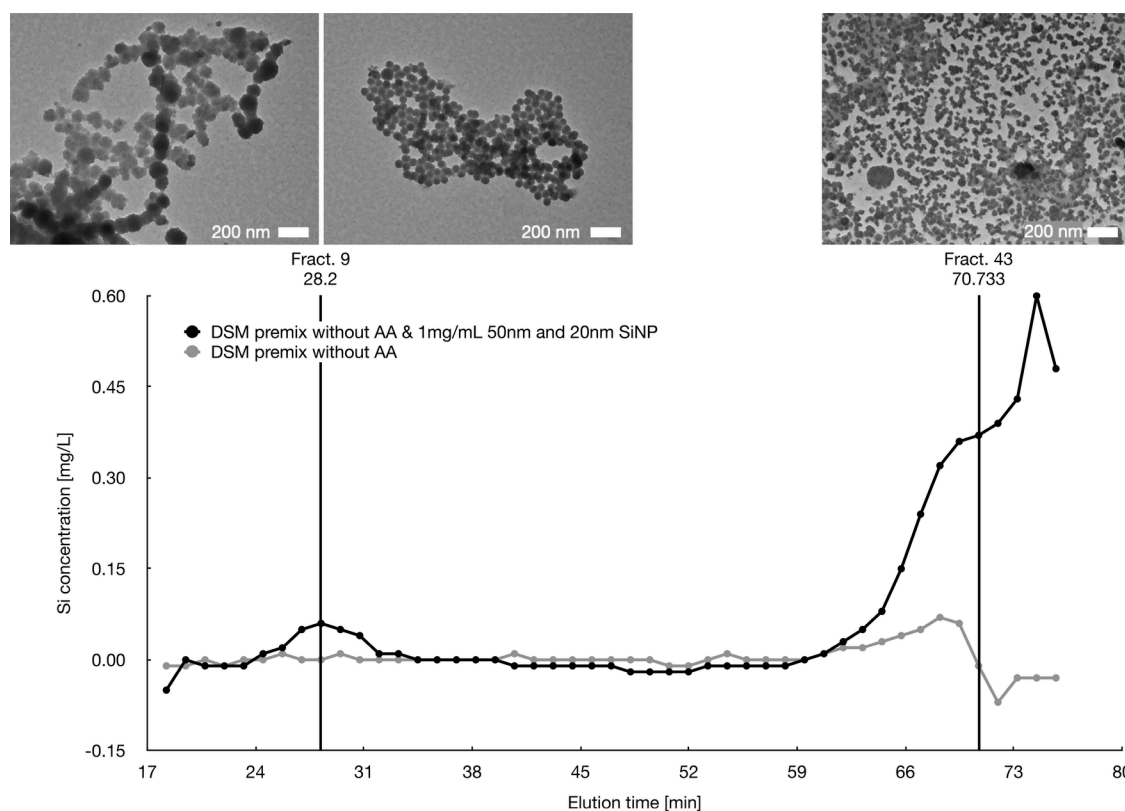 200 nm
200 nm
200 nm
Fract. 9
28.2
Fract. 43
70.733
DSM premix without AA & 1mg/mL 50nm and 20nm SiNP
DSM premix without AA
Si concentration [mg/L]
0.60
0.45
0.30
0.15
0.00
-0.15
17 24 31 38 45 52 59 66 73 80
Elution time [min]